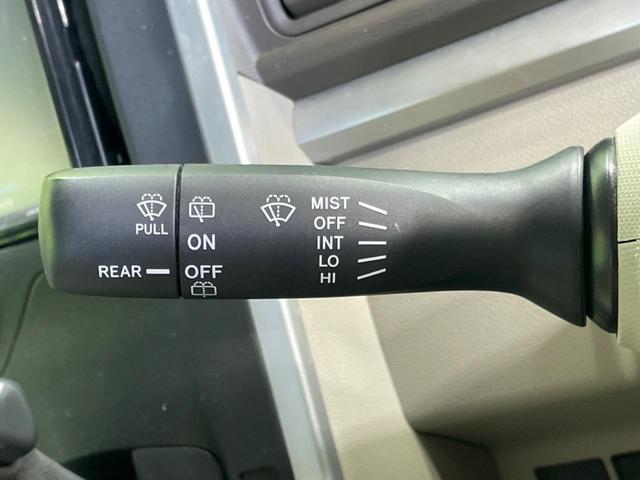 PULL
REAR
ON
OFF
MIST
OFF
INT
LO
HI